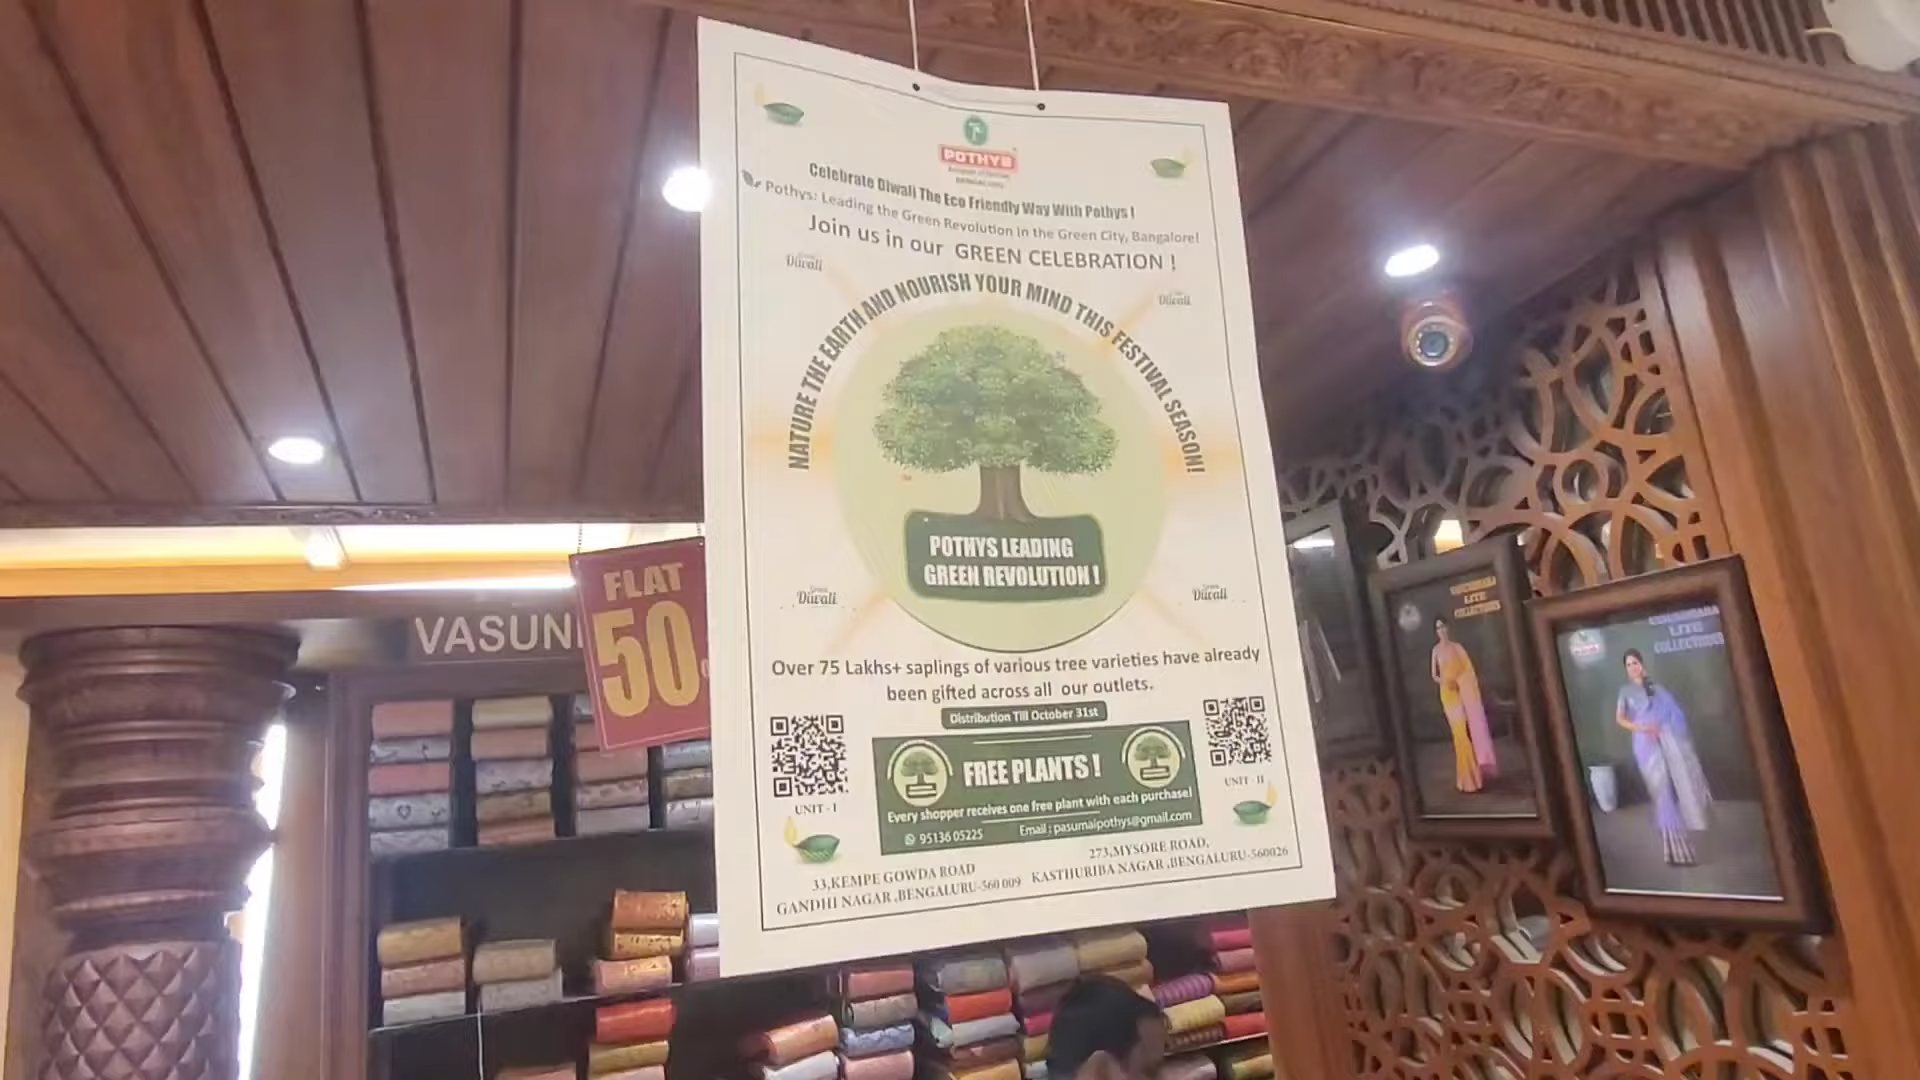 POTHYS
Celebrate Diwali The Eco Friendly Way With Pothys !
Pothys: Leading the Green Revolution in the Green City, Bangalore!
Join us in our GREEN CELEBRATION !
Diwali
Diwali
NATURE THE EARTH AND NOURISH YOUR MIND THIS FESTIVAL SEASON!
POTHYS LEADING
GREEN REVOLUTION !
Diwali
Diwali
Over 75 Lakhs+ saplings of various tree varieties have already
been gifted across all our outlets.
Distribution Till October 31st
FREE PLANTS !
Every shopper receives one free plant with each purchase!
95136 05225
Email : pasumaipothys@gmail.com
UNIT - I
UNIT - II
33,KEMPE GOWDA ROAD
GANDHI NAGAR ,BENGALURU-560 009
273,MYSORE ROAD,
KASTHURIBA NAGAR ,BENGALURU-560026
FLAT
50
VASUN
LITE
COLLECTIONS
LITE
COLLECTIONS